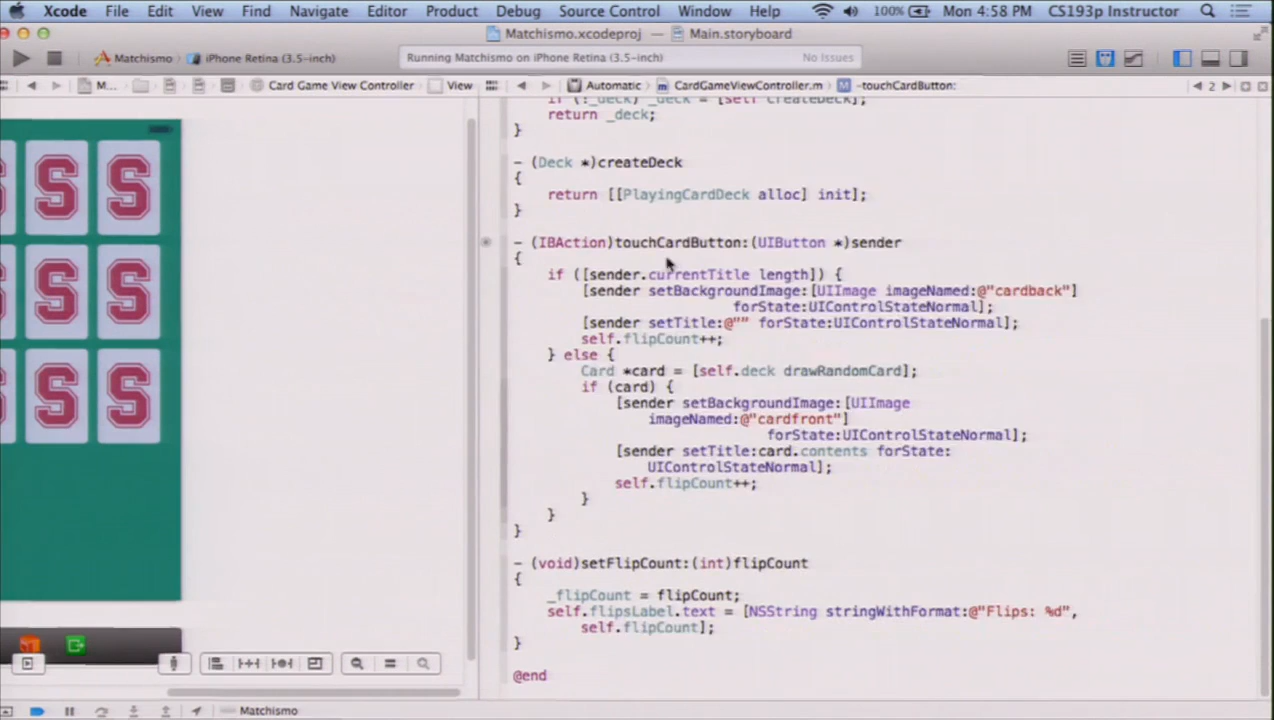 Xcode File Edit View Find Navigate Editor Product Debug Source Control Window Help 100% Mon 4:58 PM CS193p Instructor
Matchismo.xcodeproj — Main.storyboard
Matchismo iPhone Retina (3.5-inch) Running Matchismo on iPhone Retina (3.5-inch) No Issues
M... Card Game View Controller View Automatic CardGameViewController.m -touchCardButton: 2
if (!_deck) _deck = [self createDeck];
return _deck;
}
- (Deck *)createDeck
{
return [[PlayingCardDeck alloc] init];
}
- (IBAction)touchCardButton:(UIButton *)sender
{
if ([sender.currentTitle length]) {
[sender setBackgroundImage:[UIImage imageNamed:@"cardback"]
forState:UIControlStateNormal];
[sender setTitle:@"" forState:UIControlStateNormal];
self.flipCount++;
} else {
Card *card = [self.deck drawRandomCard];
if (card) {
[sender setBackgroundImage:[UIImage
imageNamed:@"cardfront"]
forState:UIControlStateNormal];
[sender setTitle:card.contents forState:
UIControlStateNormal];
self.flipCount++;
}
}
}
- (void)setFlipCount:(int)flipCount
{
_flipCount = flipCount;
self.flipsLabel.text = [NSString stringWithFormat:@"Flips: %d",
self.flipCount];
}
@end
S S
S S
S S
Matchismo